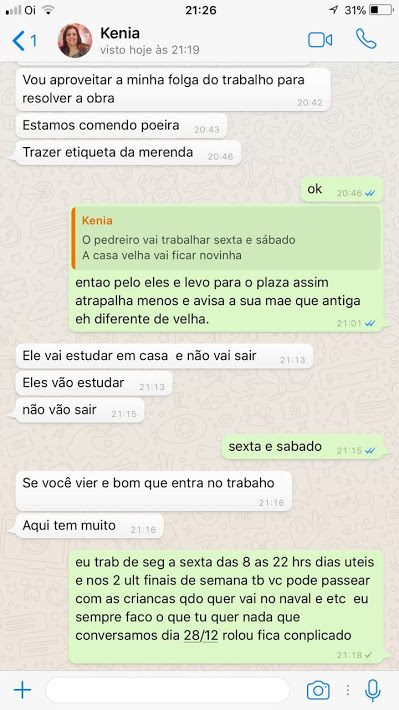 Oi 21:26 31%
1 Kenia
visto hoje às 21:19
Vou aproveitar a minha folga do trabalho para
resolver a obra 20:42
Estamos comendo poeira 20:43
Trazer etiqueta da merenda 20:46
ok 20:46
Kenia
O pedreiro vai trabalhar sexta e sábado
A casa velha vai ficar novinha
entao pelo eles e levo para o plaza assim
atrapalha menos e avisa a sua mae que antiga
eh diferente de velha. 21:01
Ele vai estudar em casa e não vai sair 21:13
Eles vão estudar 21:13
não vão sair 21:15
sexta e sabado 21:15
Se você vier e bom que entra no trabaho
21:16
Aqui tem muito 21:16
eu trab de seg a sexta das 8 as 22 hrs dias uteis
e nos 2 ult finais de semana tb vc pode passear
com as criancas qdo quer vai no naval e etc eu
sempre faco o que tu quer nada que
conversamos dia 28/12 rolou fica conplicado
21:18